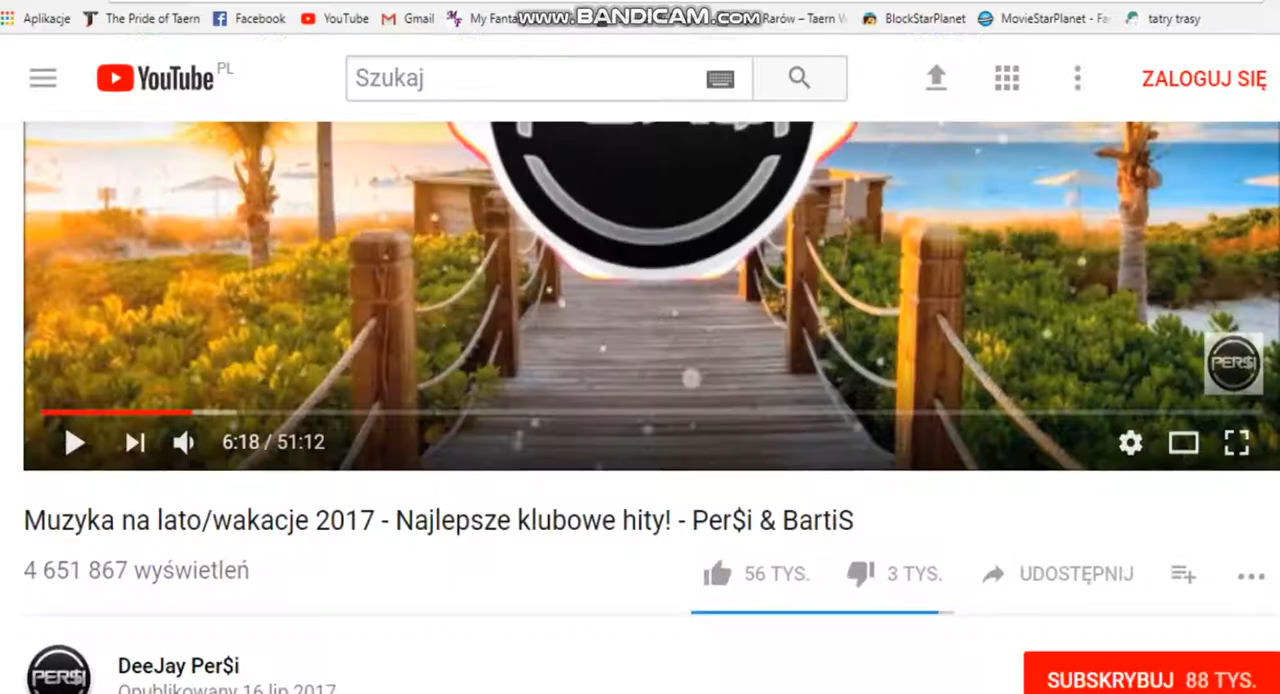 Aplikacje The Pride of Taern Facebook YouTube Gmail My Fanta www.BANDICAM.com Rarów – Taern W BlockStarPlanet MovieStarPlanet - Fa tatry trasy
YouTube PL Szukaj ZALOGUJ SIĘ
PER$I
PER$I
6:18 / 51:12
Muzyka na lato/wakacje 2017 - Najlepsze klubowe hity! - Per$i & BartiS
4 651 867 wyświetleń 56 TYS. 3 TYS. UDOSTĘPNIJ
PER$I DeeJay Per$i
Opublikowany 16 lip 2017
SUBSKRYBUJ 88 TYS.